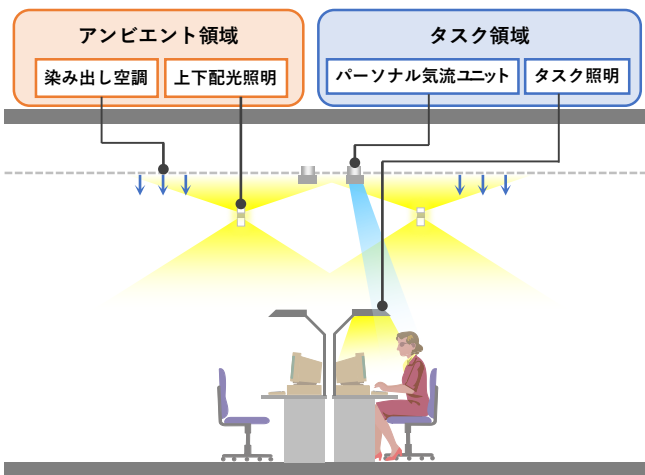 アンビエント領域
染み出し空調
上下配光照明
タスク領域
パーソナル気流ユニット
タスク照明